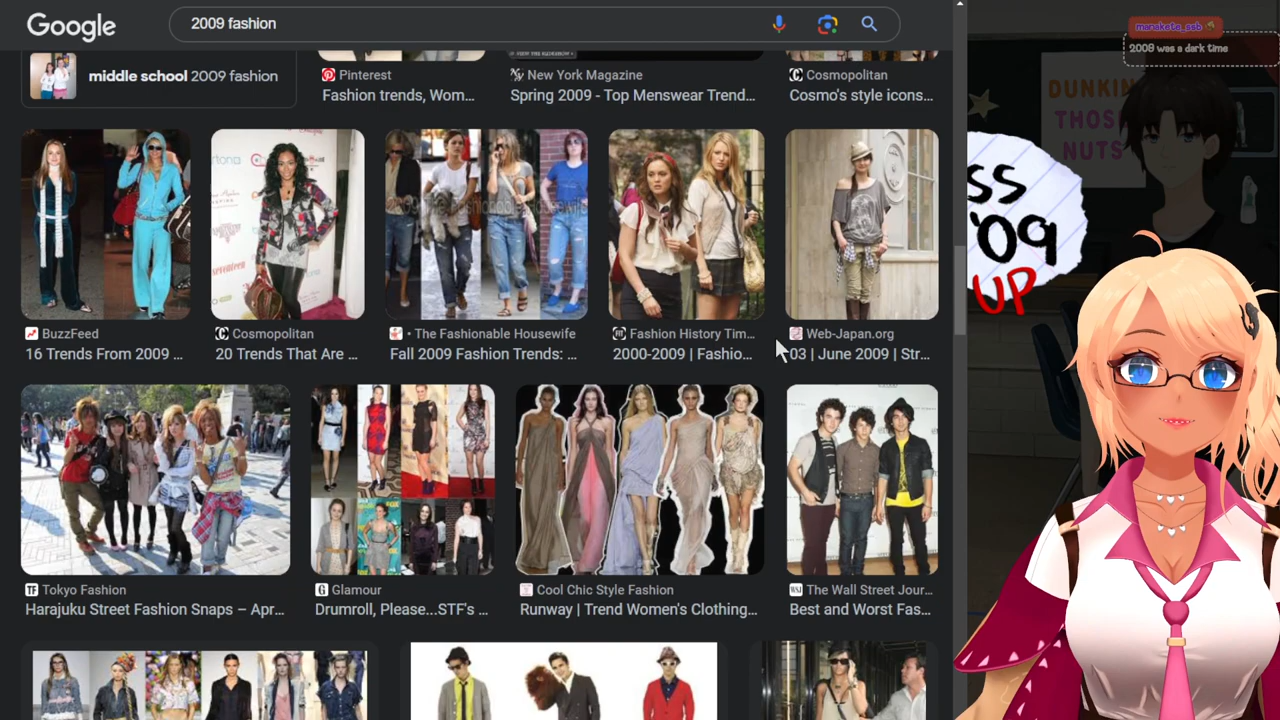 Google
2009 fashion
manakete_seb
2009 was a dark time
middle school 2009 fashion
Pinterest
Fashion trends, Wom...
New York Magazine
Spring 2009 - Top Menswear Trend...
Cosmopolitan
Cosmo's style icons...
DUNKIN
THOS
NUTS
SS
'09
UP
BuzzFeed
16 Trends From 2009 ...
Cosmopolitan
20 Trends That Are ...
• The Fashionable Housewife
Fall 2009 Fashion Trends: ...
Fashion History Tim...
2000-2009 | Fashio...
Web-Japan.org
03 | June 2009 | Str...
Tokyo Fashion
Harajuku Street Fashion Snaps – Apr...
Glamour
Drumroll, Please...STF's ...
Cool Chic Style Fashion
Runway | Trend Women's Clothing...
The Wall Street Jour...
Best and Worst Fas...